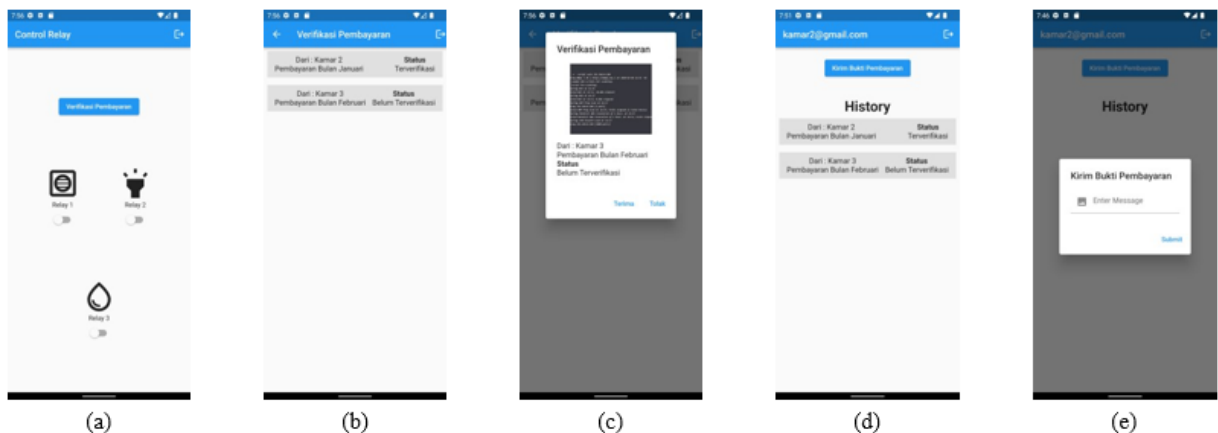 7:56
Control Relay
Verifikasi Pembayaran
Relay 1
Relay 2
Relay 3
(a)
7:56
Verifikasi Pembayaran
Dari : Kamar 2
Pembayaran Bulan Januari
Status
Terverifikasi
Dari : Kamar 3
Pembayaran Bulan Februari
Status
Belum Terverifikasi
(b)
7:56
Verifikasi Pembayaran
Dari : Kamar 3
Pembayaran Bulan Februari
Status
Belum Terverifikasi
Terima
Tolak
(c)
7:51
kamar2@gmail.com
Kirim Bukti Pembayaran
History
Dari : Kamar 2
Pembayaran Bulan Januari
Status
Terverifikasi
Dari : Kamar 3
Pembayaran Bulan Februari
Status
Belum Terverifikasi
(d)
7:46
kamar2@gmail.com
Kirim Bukti Pembayaran
History
Kirim Bukti Pembayaran
Enter Message
Submit
(e)